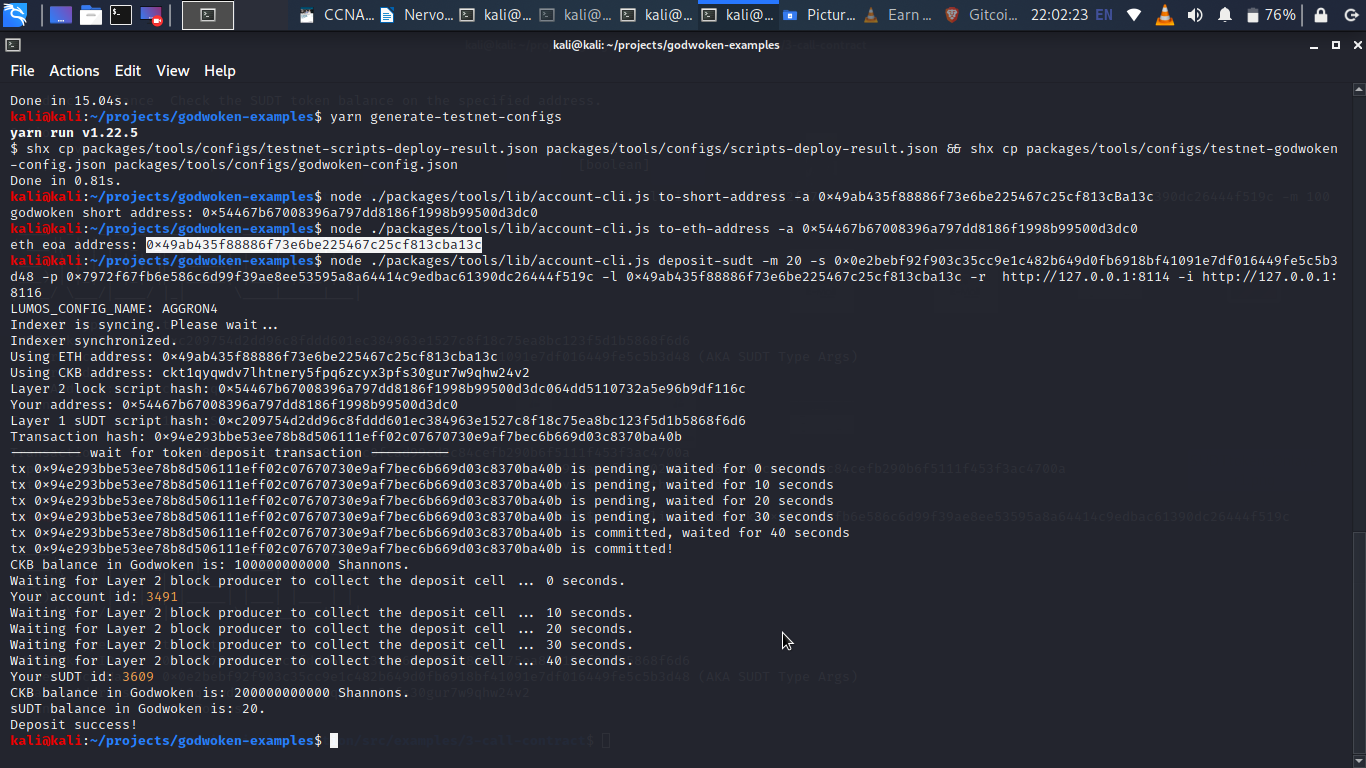 CCNA... Nervo... kali@... kali@... kali@... kali@... Pictur... Earn ... Gitcoi... 22:02:23 EN 76%
kali@kali: ~/projects/godwoken-examples
File Actions Edit View Help
Done in 15.04s.
kali@kali:~/projects/godwoken-examples$ yarn generate-testnet-configs
yarn run v1.22.5
$ shx cp packages/tools/configs/testnet-scripts-deploy-result.json packages/tools/configs/scripts-deploy-result.json && shx cp packages/tools/configs/testnet-godwoken
-config.json packages/tools/configs/godwoken-config.json
Done in 0.81s.
kali@kali:~/projects/godwoken-examples$ node ./packages/tools/lib/account-cli.js to-short-address -a 0×49ab435f88886f73e6be225467c25cf813cBa13c
godwoken short address: 0×54467b67008396a797dd8186f1998b99500d3dc0
kali@kali:~/projects/godwoken-examples$ node ./packages/tools/lib/account-cli.js to-eth-address -a 0×54467b67008396a797dd8186f1998b99500d3dc0
eth eoa address: 0×49ab435f88886f73e6be225467c25cf813cba13c
kali@kali:~/projects/godwoken-examples$ node ./packages/tools/lib/account-cli.js deposit-sudt -m 20 -s 0×0e2bebf92f903c35cc9e1c482b649d0fb6918bf41091e7df016449fe5c5b3
d48 -p 0×7972f67fb6e586c6d99f39ae8ee53595a8a64414c9edbac61390dc26444f519c -l 0×49ab435f88886f73e6be225467c25cf813cba13c -r  http://127.0.0.1:8114 -i http://127.0.0.1:
8116
LUMOS_CONFIG_NAME: AGGRON4
Indexer is syncing. Please wait...
Indexer synchronized.
Using ETH address: 0×49ab435f88886f73e6be225467c25cf813cba13c
Using CKB address: ckt1qyqwdv7lhtnery5fpq6zcyx3pfs30gur7w9qhw24v2
Layer 2 lock script hash: 0×54467b67008396a797dd8186f1998b99500d3dc064dd5110732a5e96b9df116c
Your address: 0×54467b67008396a797dd8186f1998b99500d3dc0
Layer 1 sUDT script hash: 0×c209754d2dd96c8fddd601ec384963e1527c8f18c75ea8bc123f5d1b5868f6d6
Transaction hash: 0×94e293bbe53ee78b8d506111eff02c07670730e9af7bec6b669d03c8370ba40b
--------- wait for token deposit transaction ----------
tx 0×94e293bbe53ee78b8d506111eff02c07670730e9af7bec6b669d03c8370ba40b is pending, waited for 0 seconds
tx 0×94e293bbe53ee78b8d506111eff02c07670730e9af7bec6b669d03c8370ba40b is pending, waited for 10 seconds
tx 0×94e293bbe53ee78b8d506111eff02c07670730e9af7bec6b669d03c8370ba40b is pending, waited for 20 seconds
tx 0×94e293bbe53ee78b8d506111eff02c07670730e9af7bec6b669d03c8370ba40b is pending, waited for 30 seconds
tx 0×94e293bbe53ee78b8d506111eff02c07670730e9af7bec6b669d03c8370ba40b is committed, waited for 40 seconds
tx 0×94e293bbe53ee78b8d506111eff02c07670730e9af7bec6b669d03c8370ba40b is committed!
CKB balance in Godwoken is: 100000000000 Shannons.
Waiting for Layer 2 block producer to collect the deposit cell ... 0 seconds.
Your account id: 3491
Waiting for Layer 2 block producer to collect the deposit cell ... 10 seconds.
Waiting for Layer 2 block producer to collect the deposit cell ... 20 seconds.
Waiting for Layer 2 block producer to collect the deposit cell ... 30 seconds.
Waiting for Layer 2 block producer to collect the deposit cell ... 40 seconds.
Your sUDT id: 3609
CKB balance in Godwoken is: 200000000000 Shannons.
sUDT balance in Godwoken is: 20.
Deposit success!
kali@kali:~/projects/godwoken-examples$